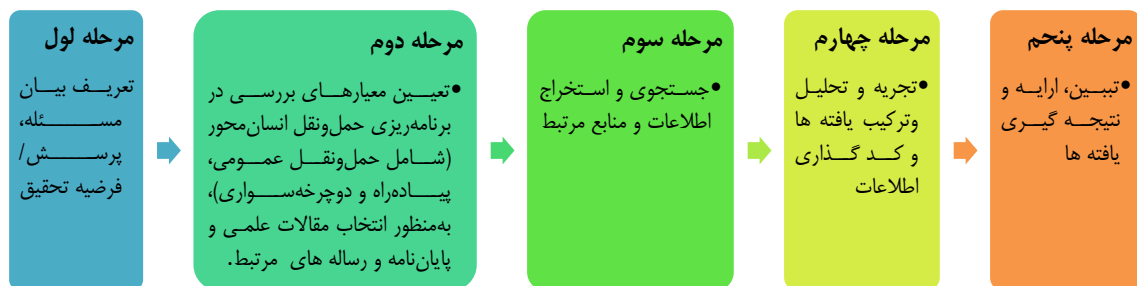 مرحله لول
تعریف بیان
مسئله،
پرسش/
فرضیه تحقیق
مرحله دوم
•تعیین معیارهای بررسی در
برنامه‌ریزی حمل‌ونقل انسان‌محور
(شامل حمل‌ونقل عمومی،
پیاده‌راه و دوچرخه‌سواری)،
به‌منظور انتخاب مقالات علمی و
پایان‌نامه و رساله های مرتبط.
مرحله سوم
•جستجوی و استخراج
اطلاعات و منابع مرتبط
مرحله چهارم
•تجریه و تحلیل
وترکیب یافته ها
و کد گذاری
اطلاعات
مرحله پنحم
•تبیین، ارایه و
نتیجه گیری
یافته ها